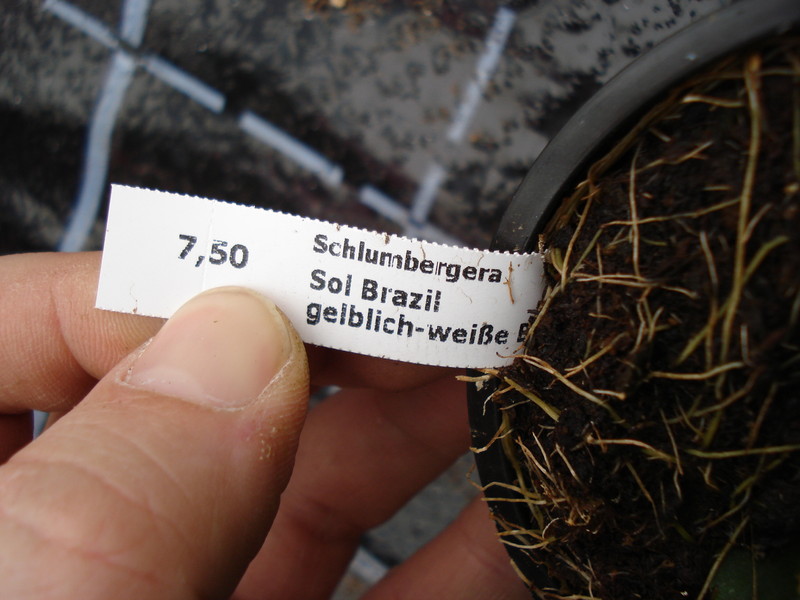 7,50
Schlumbergera
Sol Brazil
gelblich-weiße